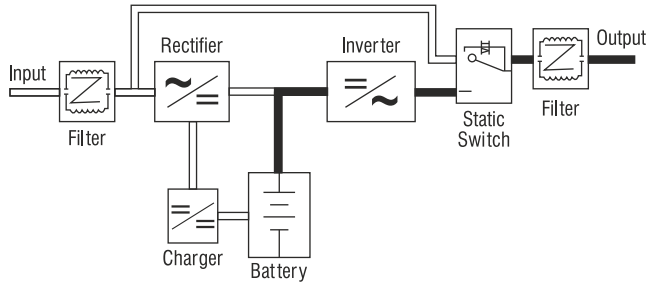 Rectifier
Inverter
Output
Input
Filter
Static
Switch
Filter
Charger
Battery